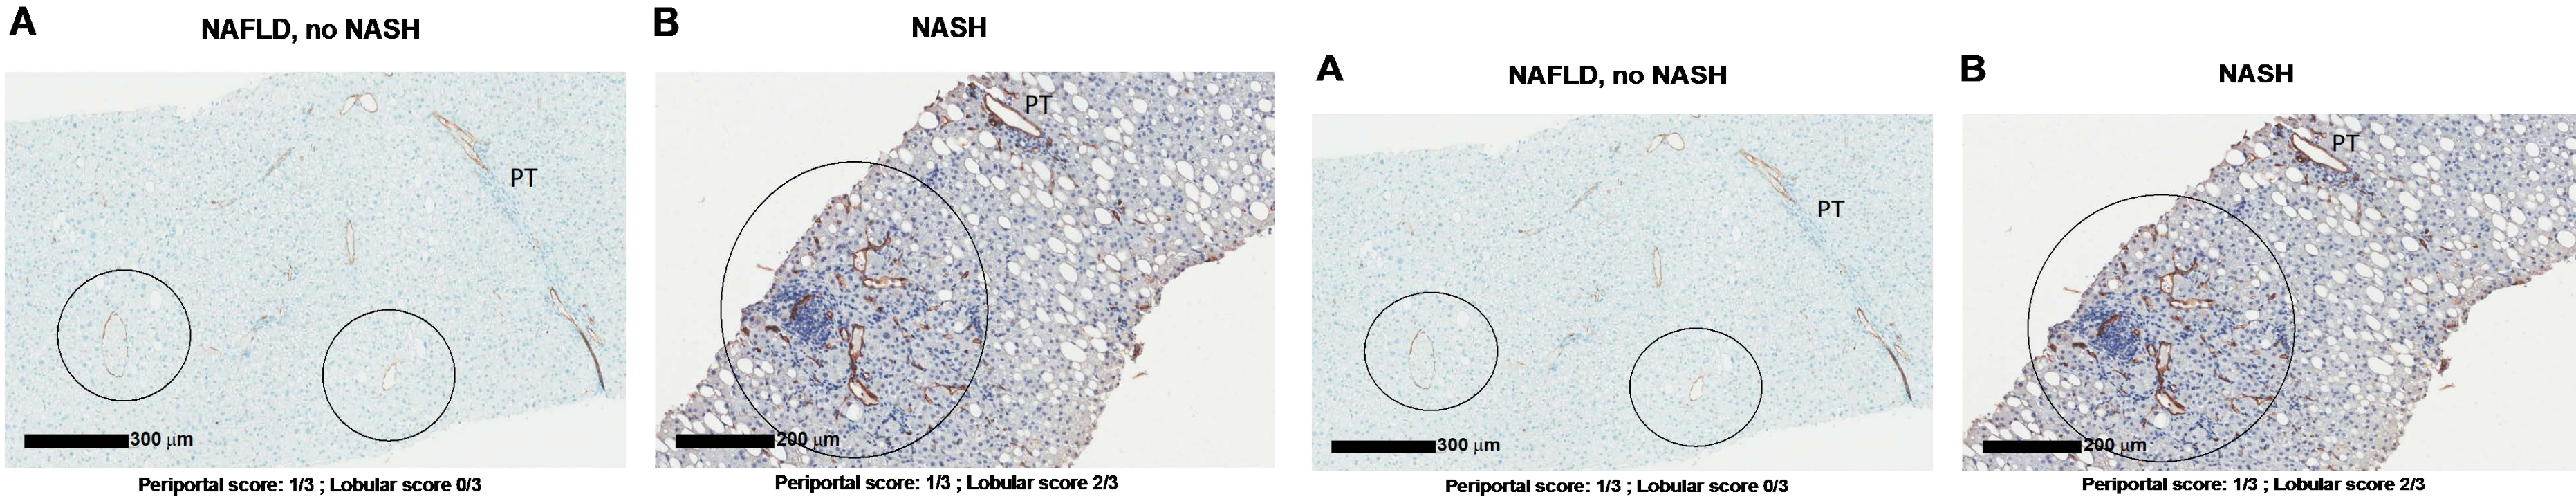 A
NAFLD, no NASH
PT
300 μm
Periportal score: 1/3 ; Lobular score 0/3
B
NASH
PT
200 μm
Periportal score: 1/3 ; Lobular score 2/3
A
NAFLD, no NASH
PT
300 μm
Periportal score: 1/3 ; Lobular score 0/3
B
NASH
PT
200 μm
Periportal score: 1/3 ; Lobular score 2/3